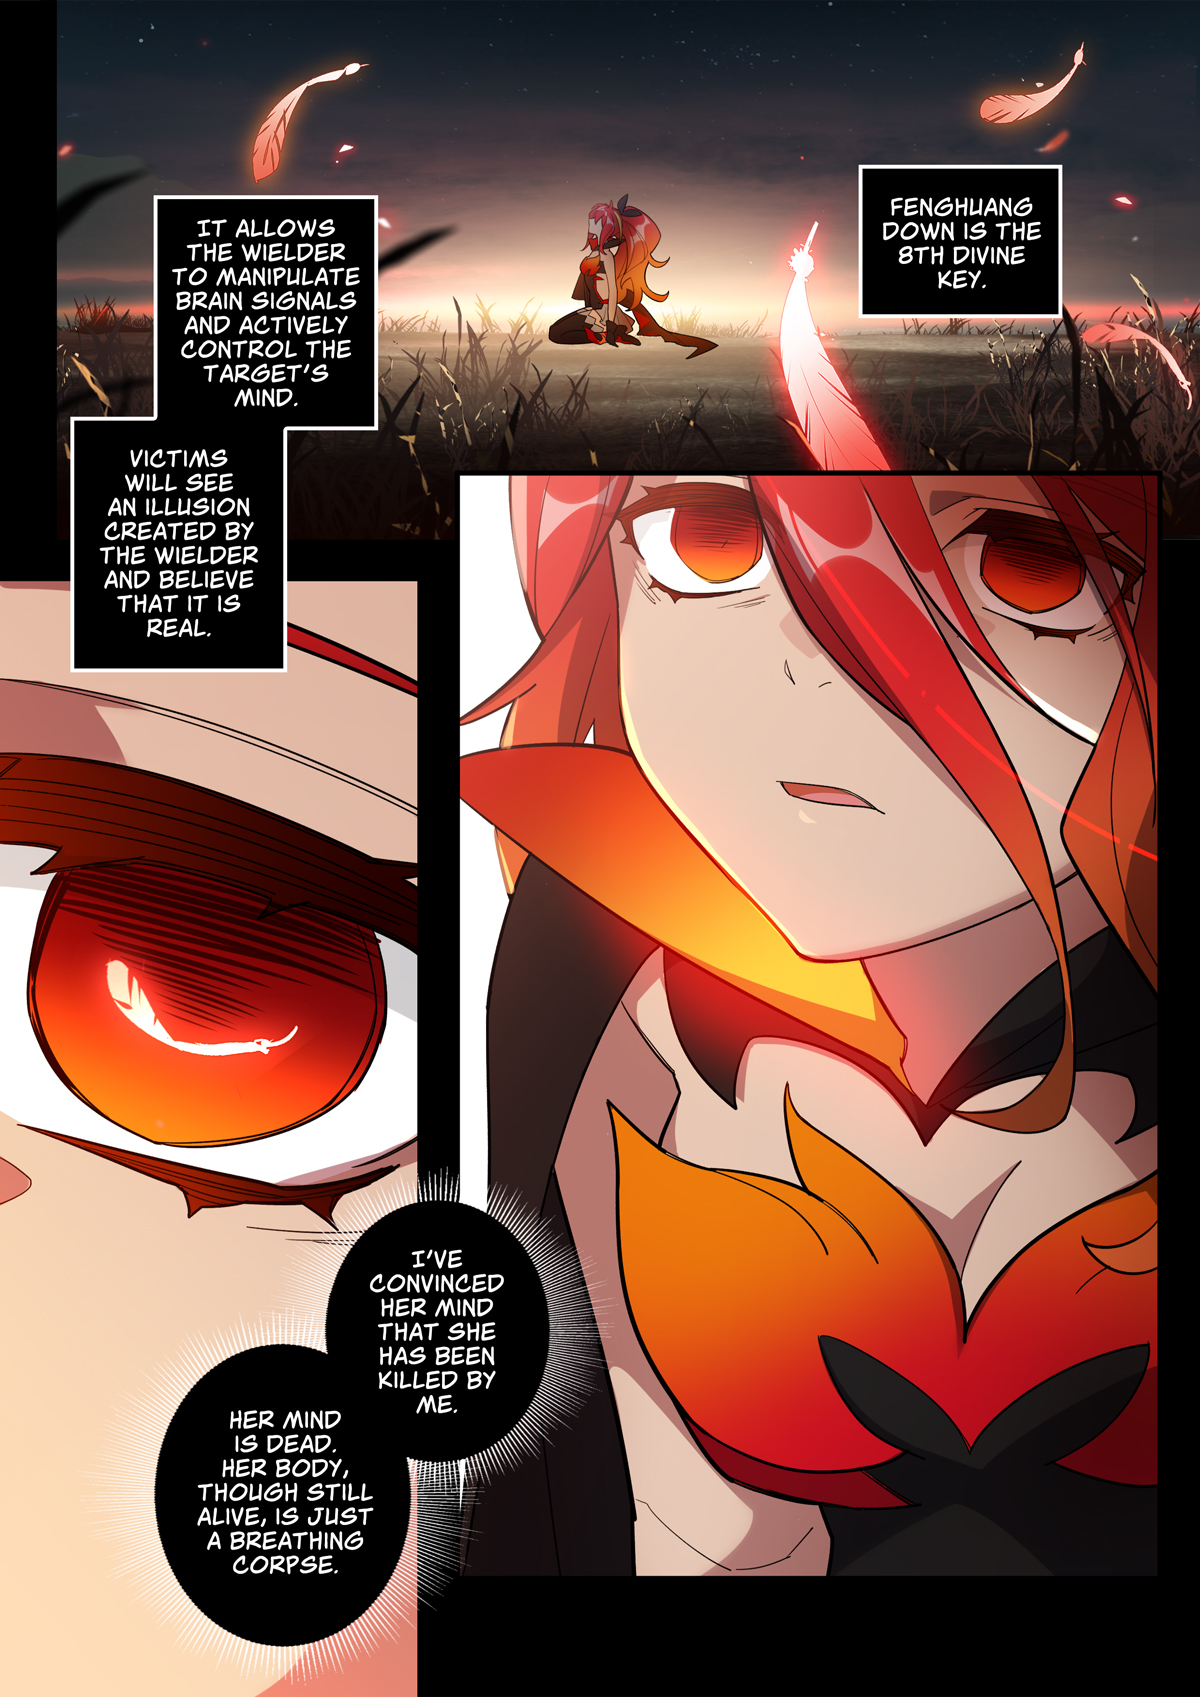 FENGHUANG
DOWN IS THE
8TH DIVINE
KEY.
IT ALLOWS
THE WIELDER
TO MANIPULATE
BRAIN SIGNALS
AND ACTIVELY
CONTROL THE
TARGET'S
MIND.
VICTIMS
WILL SEE
AN ILLUSION
CREATED BY
THE WIELDER
AND BELIEVE
THAT IT IS
REAL.
I'VE
CONVINCED
HER MIND
THAT SHE
HAS BEEN
KILLED BY
ME.
HER MIND
IS DEAD.
HER BODY,
THOUGH STILL
ALIVE, IS JUST
A BREATHING
CORPSE.